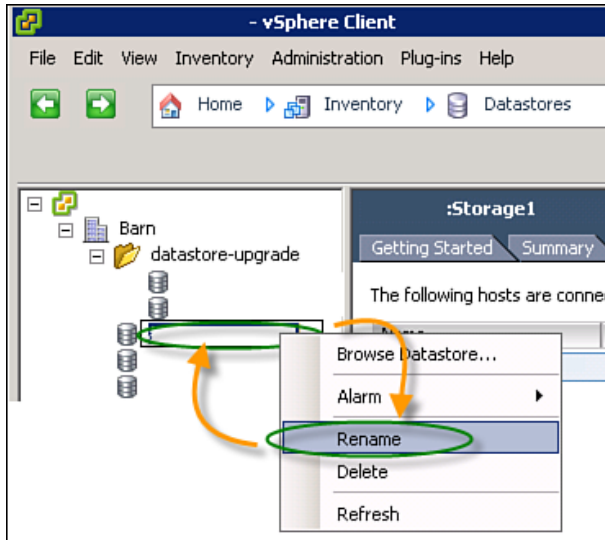 - vSphere Client
File Edit View Inventory Administration Plug-ins Help
Home Inventory Datastores
Barn
datastore-upgrade
:Storage1
Getting Started Summary
The following hosts are conne
Browse Datastore...
Alarm
Rename
Delete
Refresh